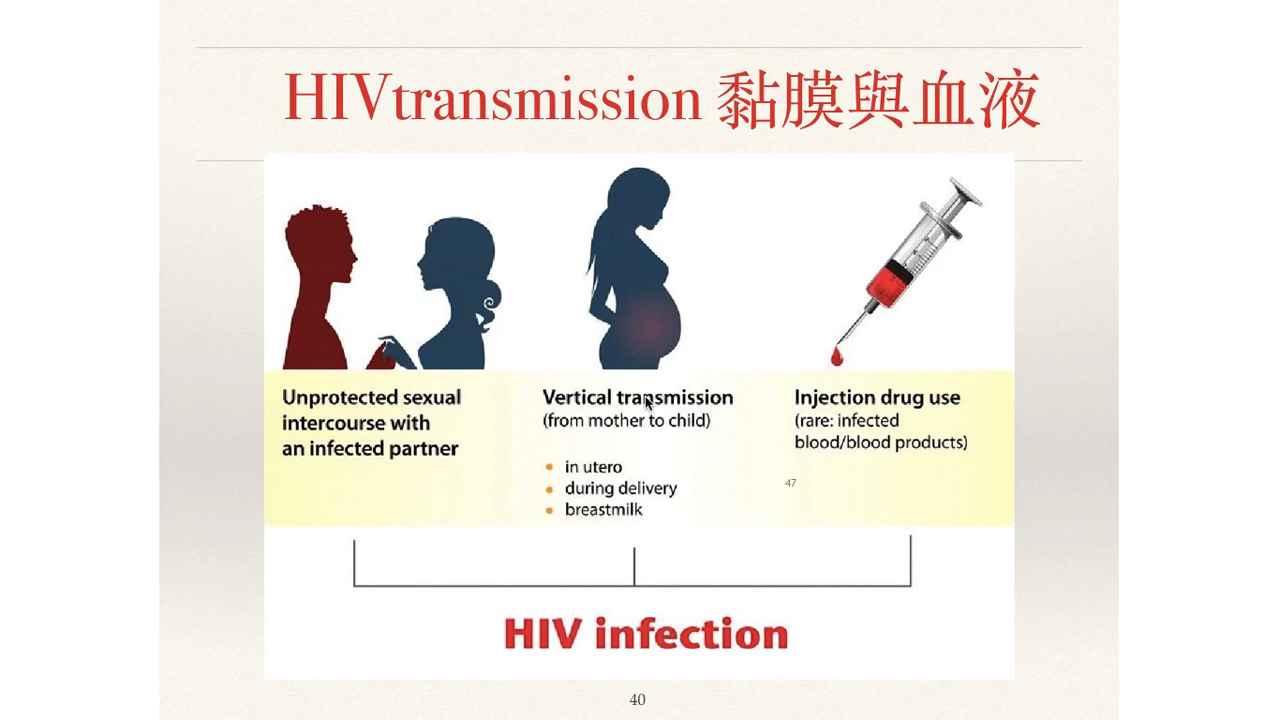 HIVtransmission 黏膜與血液
Unprotected sexual
intercourse with
an infected partner
Vertical transmission
(from mother to child)
• in utero
• during delivery
• breastmilk
Injection drug use
(rare: infected
blood/blood products)
47
HIV infection
40